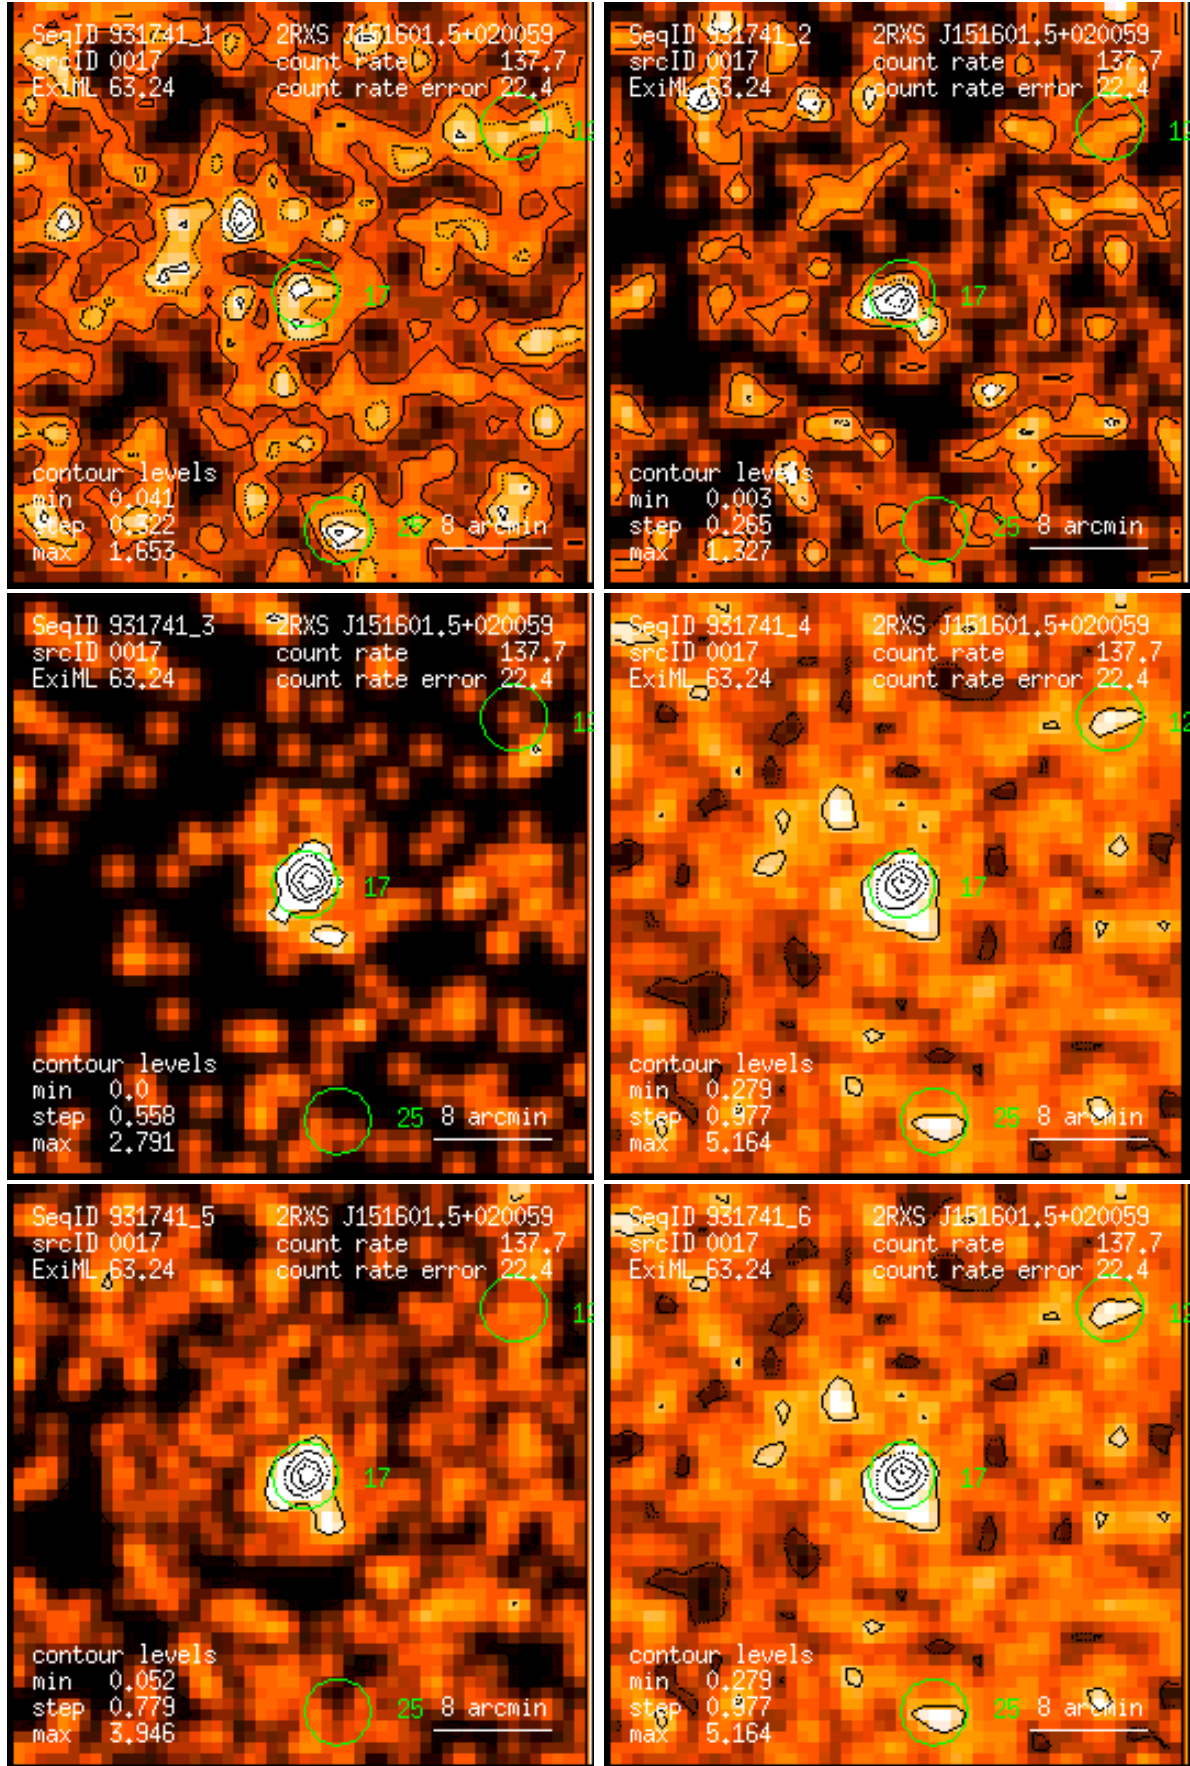 SeqID 931741_1 2RXS J151601.5+020059
srcID 0017 count rate 137.7
ExiML 63.24 count rate error 22.4
17
contour levels
min 0.041
step 0.322 25 8 arcmin
max 1.653
SeqID 931741_2 2RXS J151601.5+020059
srcID 0017 count rate 137.7
ExiML 63.24 count rate error 22.4
17
contour levels
min 0.003
step 0.265 25 8 arcmin
max 1.327
SeqID 931741_3 2RXS J151601.5+020059
srcID 0017 count rate 137.7
ExiML 63.24 count rate error 22.4
17
contour levels
min 0.0
step 0.558 25 8 arcmin
max 2.791
SeqID 931741_4 2RXS J151601.5+020059
srcID 0017 count rate 137.7
ExiML 63.24 count rate error 22.4
17
contour levels
min 0.279
step 0.977 25 8 arcmin
max 5.164
SeqID 931741_5 2RXS J151601.5+020059
srcID 0017 count rate 137.7
ExiML 63.24 count rate error 22.4
17
contour levels
min 0.052
step 0.779 25 8 arcmin
max 3.946
SeqID 931741_6 2RXS J151601.5+020059
srcID 0017 count rate 137.7
ExiML 63.24 count rate error 22.4
17
contour levels
min 0.279
step 0.977 25 8 arcmin
max 5.164